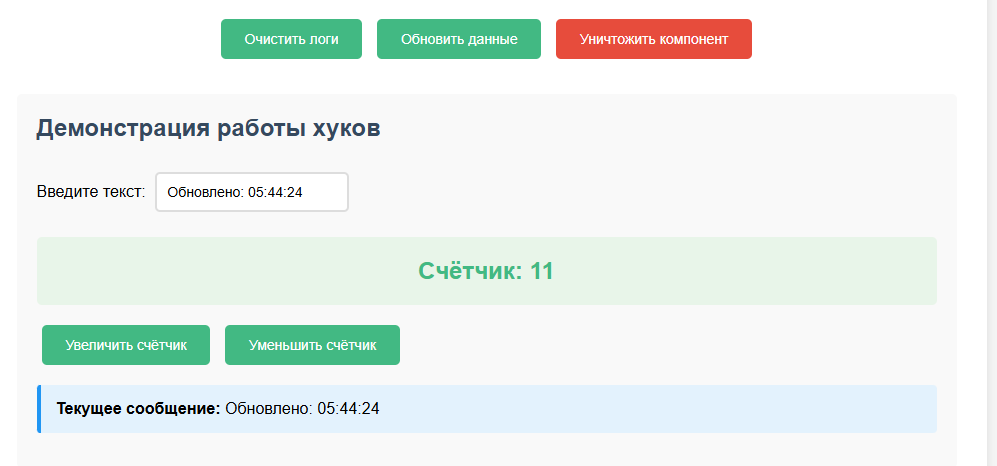 Очистить логи Обновить данные Уничтожить компонент
Демонстрация работы хуков
Введите текст: Обновлено: 05:44:24
Счётчик: 11
Увеличить счётчик Уменьшить счётчик
Текущее сообщение: Обновлено: 05:44:24